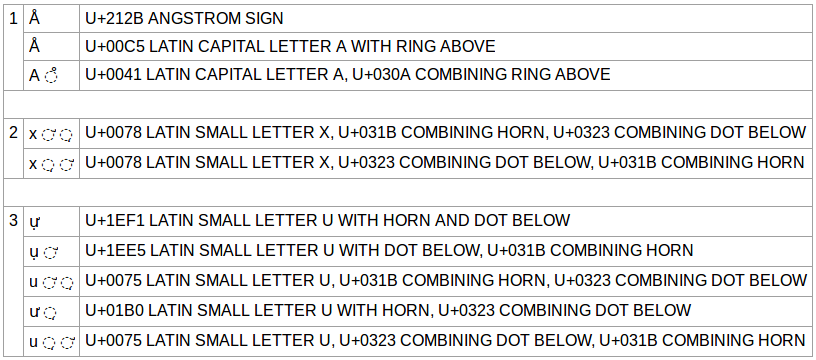 1 Å U+212B ANGSTROM SIGN
Å U+00C5 LATIN CAPITAL LETTER A WITH RING ABOVE
A ◌̊ U+0041 LATIN CAPITAL LETTER A, U+030A COMBINING RING ABOVE
2 x ◌̛ ◌̣ U+0078 LATIN SMALL LETTER X, U+031B COMBINING HORN, U+0323 COMBINING DOT BELOW
x ◌̣ ◌̛ U+0078 LATIN SMALL LETTER X, U+0323 COMBINING DOT BELOW, U+031B COMBINING HORN
3 ự U+1EF1 LATIN SMALL LETTER U WITH HORN AND DOT BELOW
ụ ◌̛ U+1EE5 LATIN SMALL LETTER U WITH DOT BELOW, U+031B COMBINING HORN
u ◌̛ ◌̣ U+0075 LATIN SMALL LETTER U, U+031B COMBINING HORN, U+0323 COMBINING DOT BELOW
ư ◌̣ U+01B0 LATIN SMALL LETTER U WITH HORN, U+0323 COMBINING DOT BELOW
u ◌̣ ◌̛ U+0075 LATIN SMALL LETTER U, U+0323 COMBINING DOT BELOW, U+031B COMBINING HORN